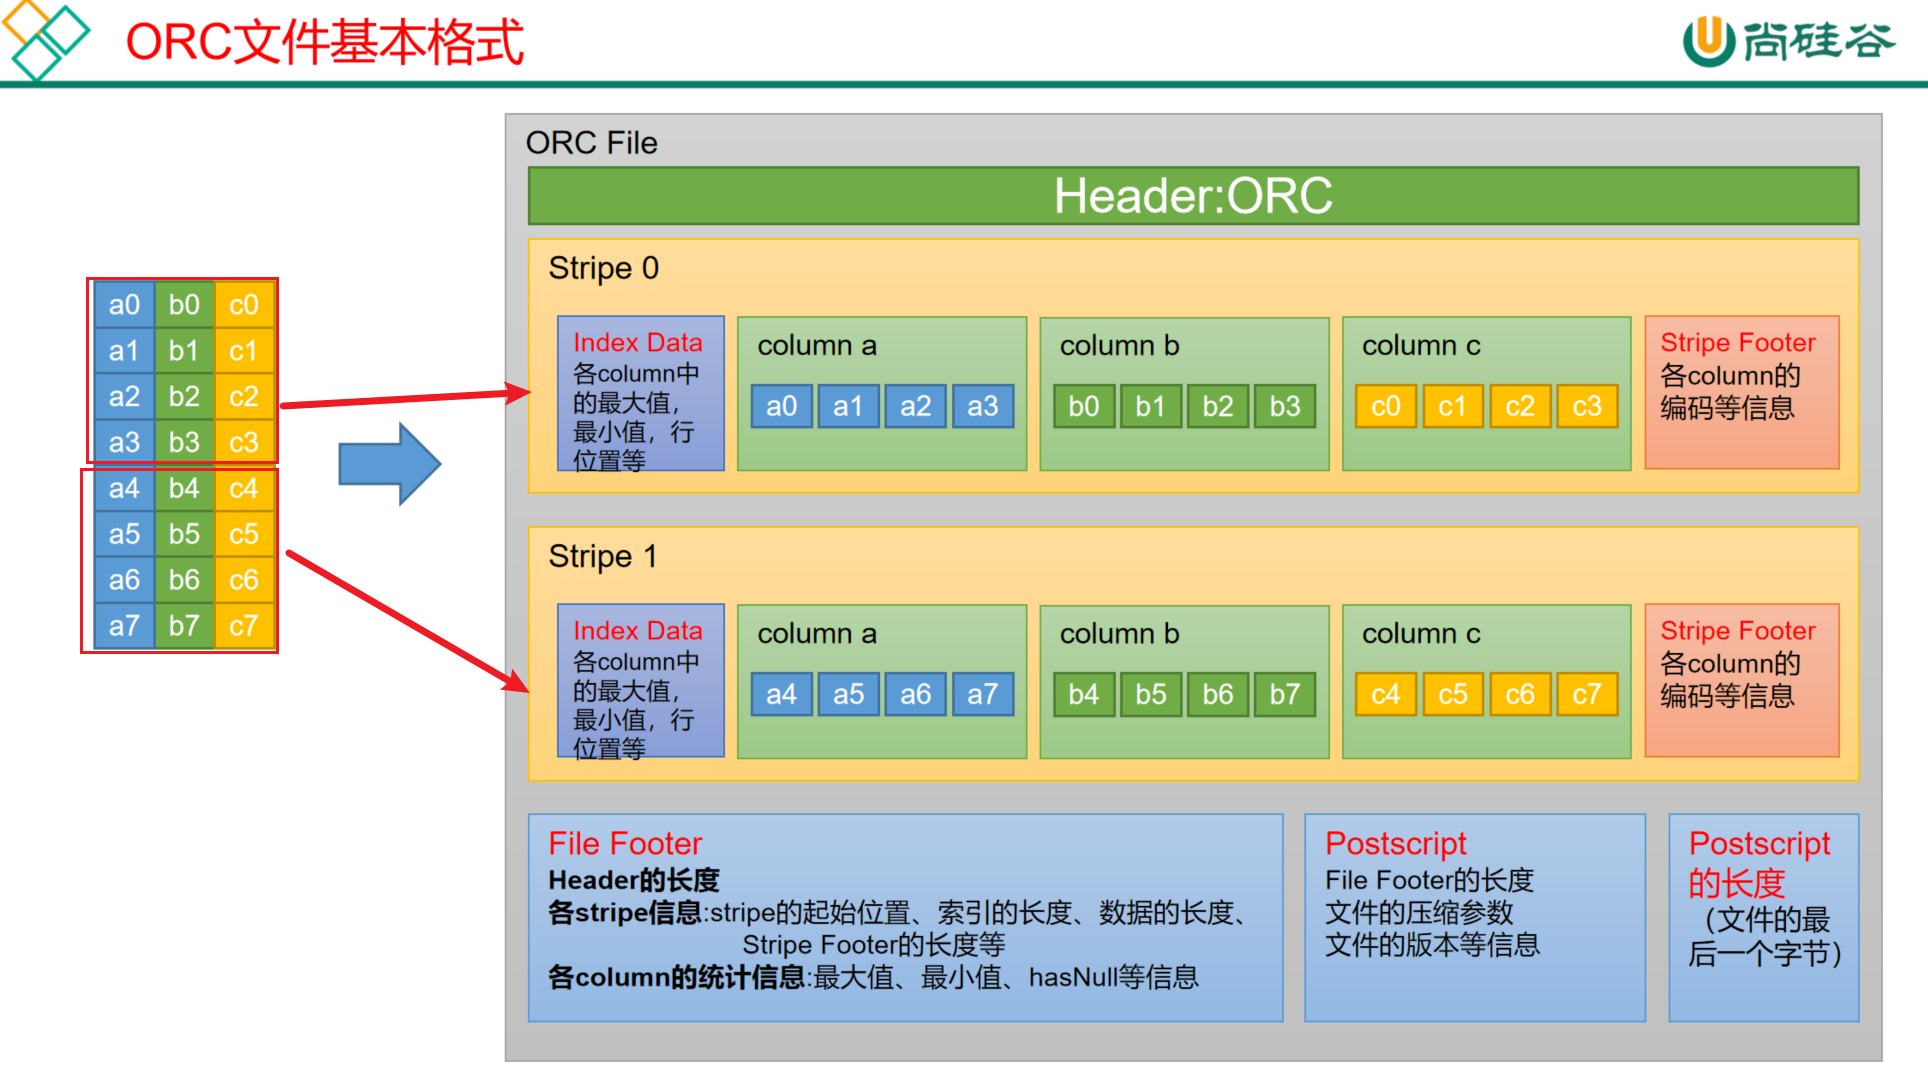 ORC文件基本格式
尚硅谷
ORC File
Header:ORC
a0 b0 c0
a1 b1 c1
a2 b2 c2
a3 b3 c3
a4 b4 c4
a5 b5 c5
a6 b6 c6
a7 b7 c7
Stripe 0
Index Data
各column中
的最大值，
最小值，行
位置等
column a
a0 a1 a2 a3
column b
b0 b1 b2 b3
column c
c0 c1 c2 c3
Stripe Footer
各column的
编码等信息
Stripe 1
Index Data
各column中
的最大值，
最小值，行
位置等
column a
a4 a5 a6 a7
column b
b4 b5 b6 b7
column c
c4 c5 c6 c7
Stripe Footer
各column的
编码等信息
File Footer
Header的长度
各stripe信息:stripe的起始位置、索引的长度、数据的长度、
Stripe Footer的长度等
各column的统计信息:最大值、最小值、hasNull等信息
Postscript
File Footer的长度
文件的压缩参数
文件的版本等信息
Postscript
的长度
（文件的最
后一个字节）